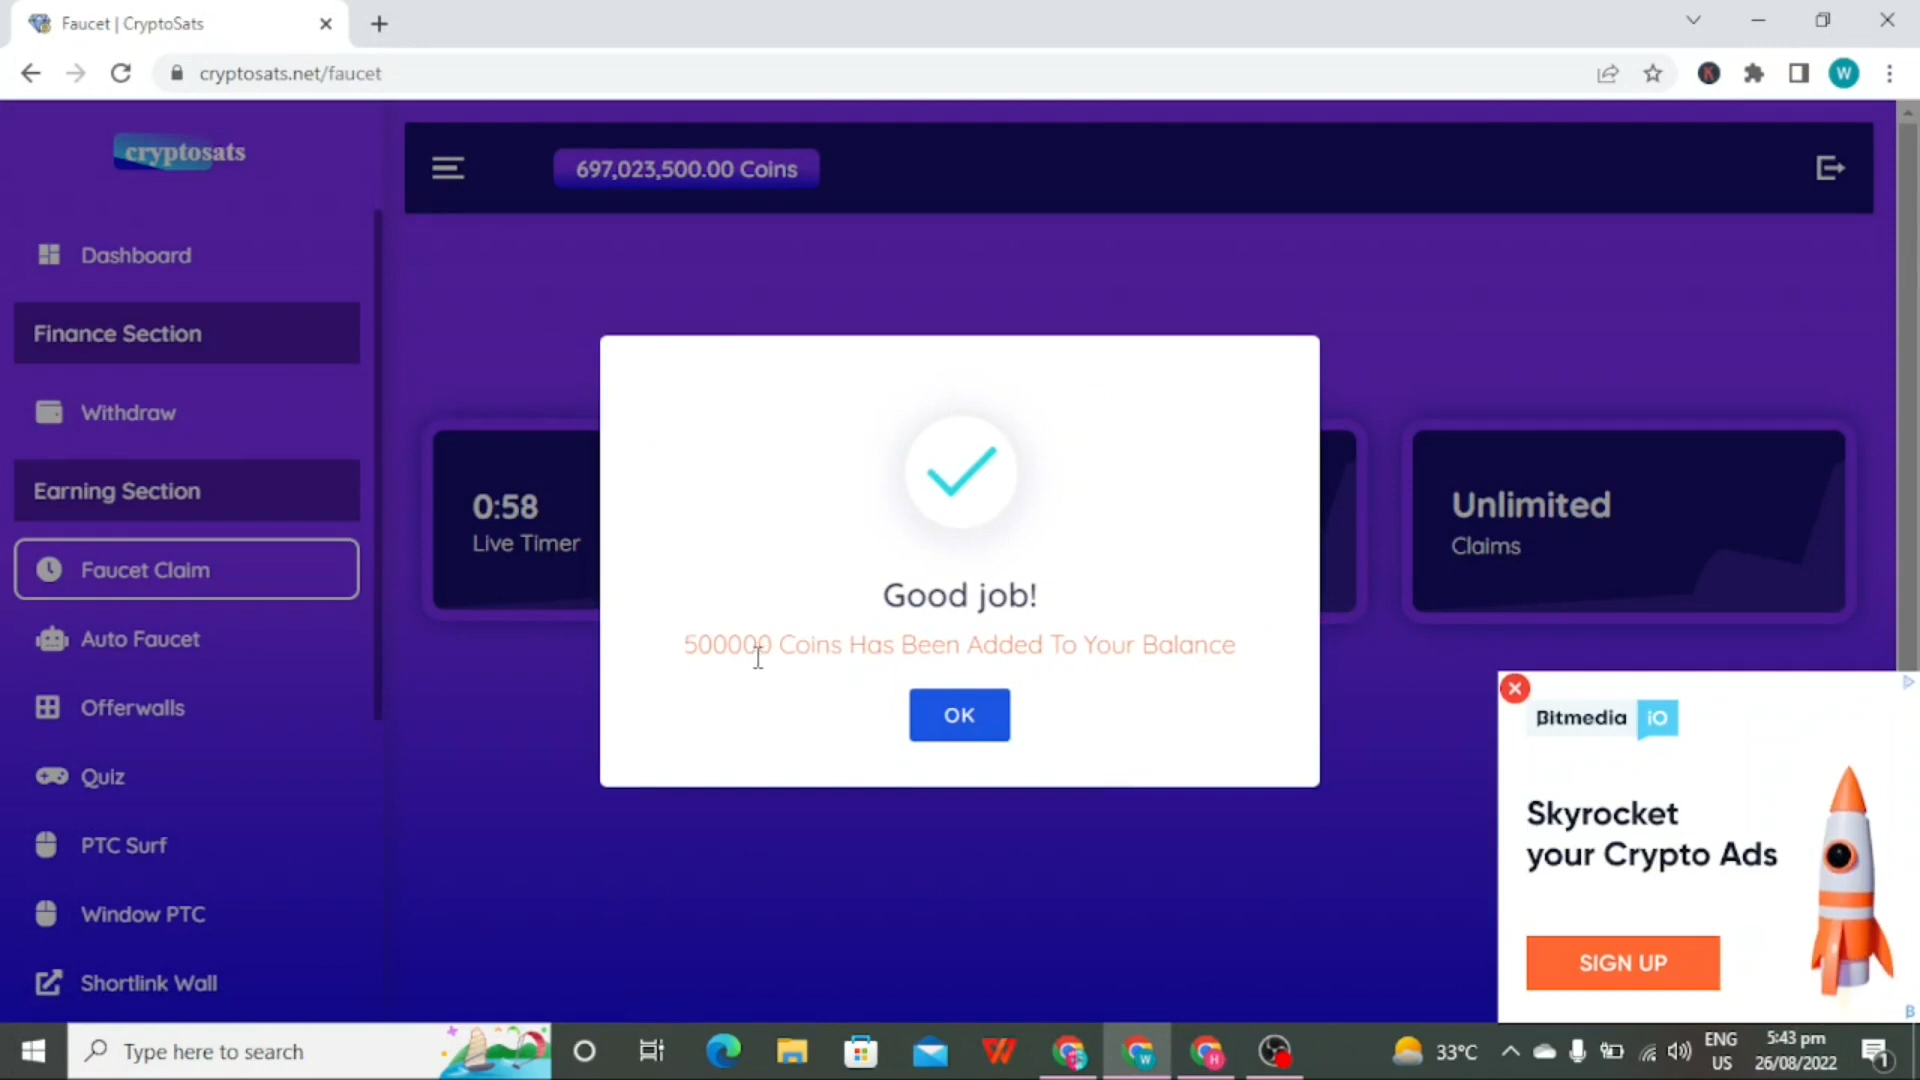 Faucet | CryptoSats
cryptosats.net/faucet
W
cryptosats
697,023,500.00 Coins
Dashboard
Finance Section
Withdraw
Earning Section
Faucet Claim
Auto Faucet
Offerwalls
Quiz
PTC Surf
Window PTC
Shortlink Wall
0:58
Live Timer
Good job!
500000 Coins Has Been Added To Your Balance
OK
Unlimited
Claims
Bitmedia iO
Skyrocket
your Crypto Ads
SIGN UP
Type here to search
33°C
ENG
US
5:43 pm
26/08/2022
1